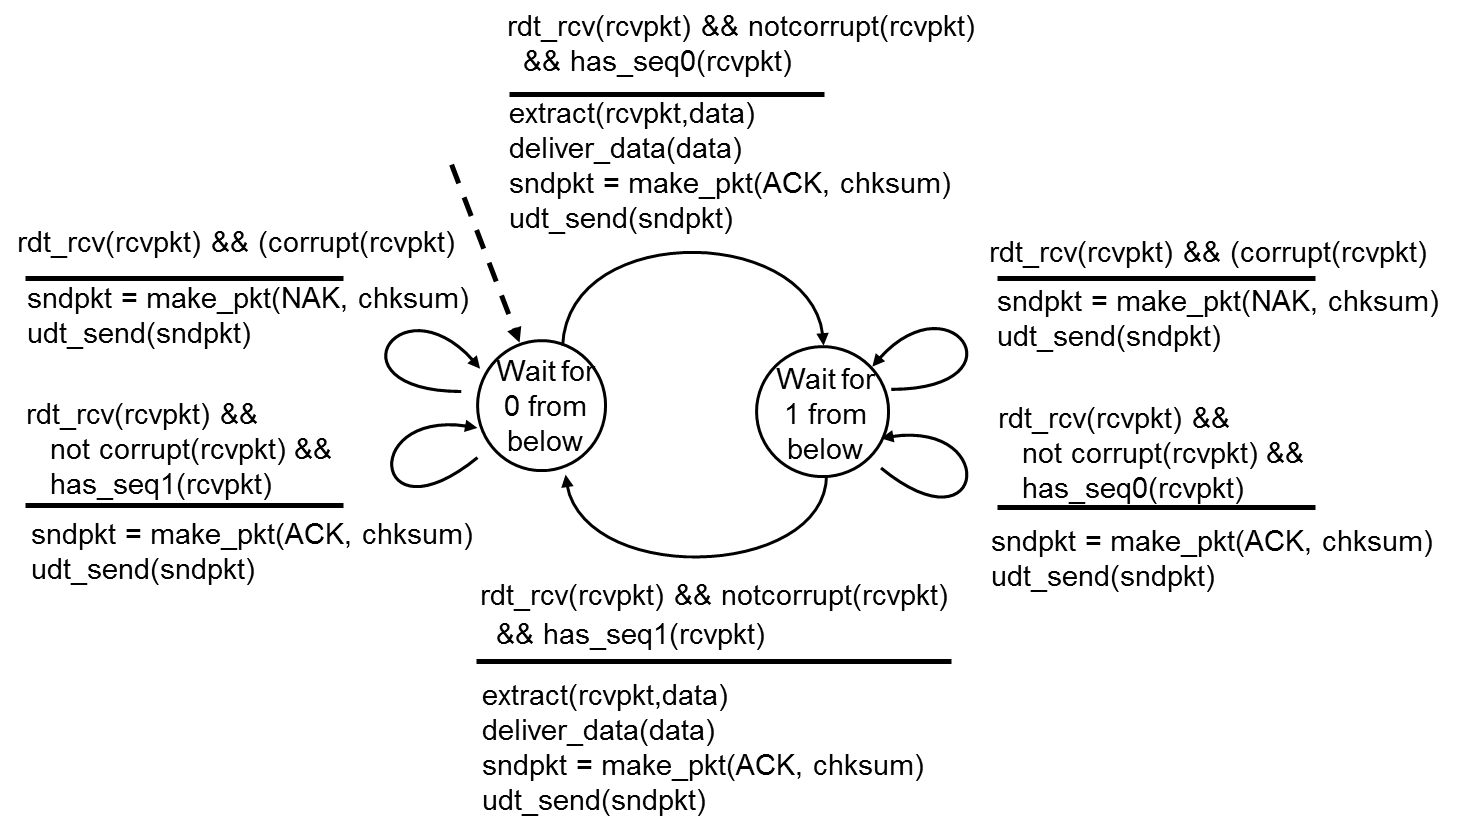 rdt_rcv(rcvpkt) && notcorrupt(rcvpkt)
&& has_seq0(rcvpkt)
extract(rcvpkt,data)
deliver_data(data)
sndpkt = make_pkt(ACK, chksum)
udt_send(sndpkt)
rdt_rcv(rcvpkt) && (corrupt(rcvpkt)
sndpkt = make_pkt(NAK, chksum)
udt_send(sndpkt)
rdt_rcv(rcvpkt) &&
not corrupt(rcvpkt) &&
has_seq1(rcvpkt)
sndpkt = make_pkt(ACK, chksum)
udt_send(sndpkt)
Wait for
0 from
below
Wait for
1 from
below
rdt_rcv(rcvpkt) && (corrupt(rcvpkt)
sndpkt = make_pkt(NAK, chksum)
udt_send(sndpkt)
rdt_rcv(rcvpkt) &&
not corrupt(rcvpkt) &&
has_seq0(rcvpkt)
sndpkt = make_pkt(ACK, chksum)
udt_send(sndpkt)
rdt_rcv(rcvpkt) && notcorrupt(rcvpkt)
&& has_seq1(rcvpkt)
extract(rcvpkt,data)
deliver_data(data)
sndpkt = make_pkt(ACK, chksum)
udt_send(sndpkt)